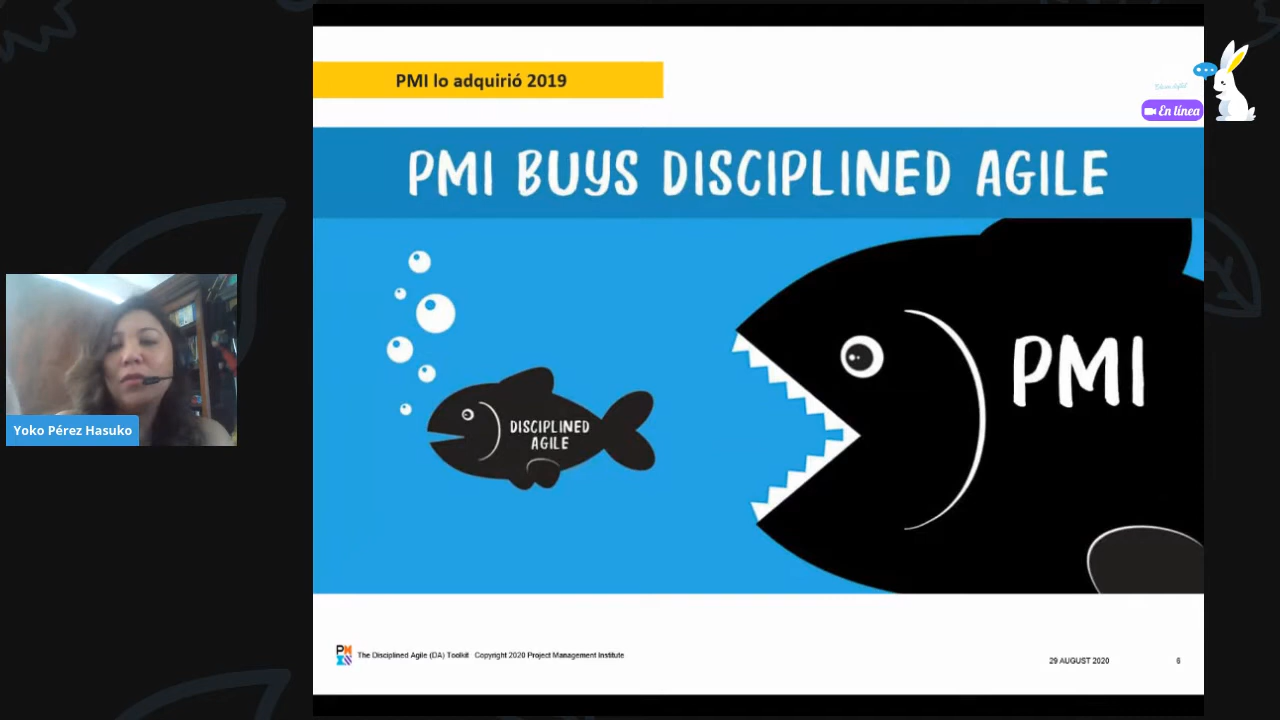 PMI lo adquirió 2019
En línea
PMI BUYS DISCIPLINED AGILE
PMI
DISCIPLINED
AGILE
Yoko Pérez Hasuko
The Disciplined Agile (DA) Toolkit Copyright 2020 Project Management Institute
29 AUGUST 2020
6